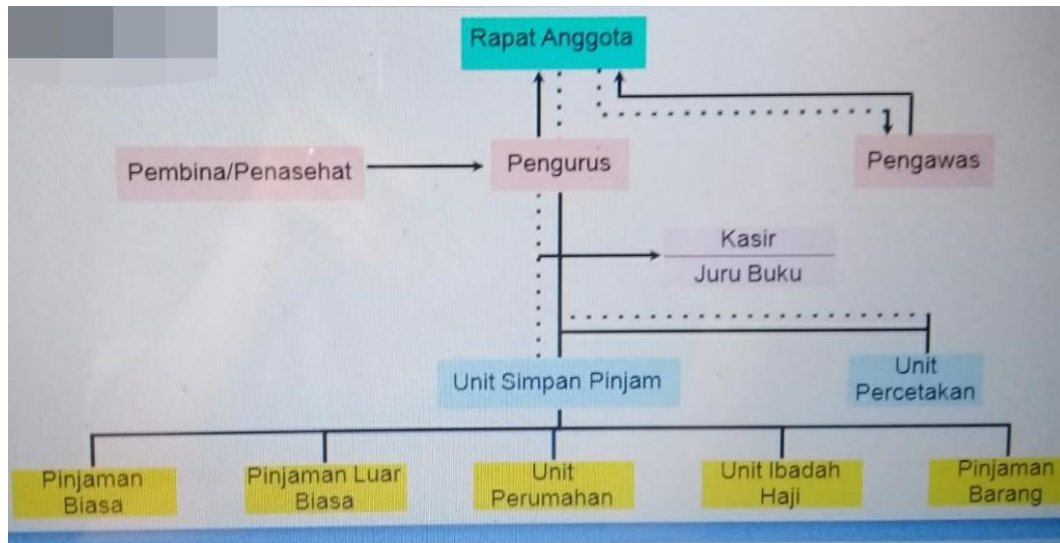 Rapat Anggota
Pembina/Penasehat
Pengurus
Pengawas
Kasir
Juru Buku
Unit Simpan Pinjam
Unit
Percetakan
Pinjaman
Biasa
Pinjaman Luar
Biasa
Unit
Perumahan
Unit Ibadah
Haji
Pinjaman
Barang